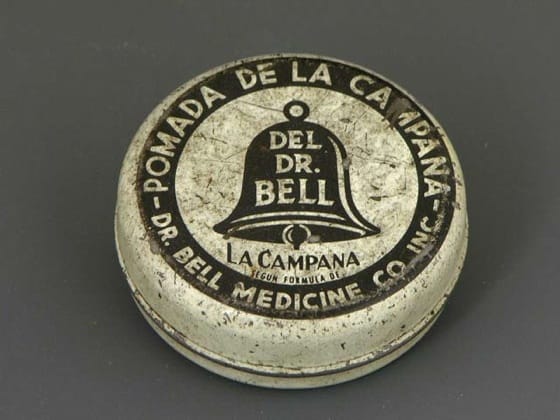 POMADA DE LA CAMPANA
DEL
DR.
BELL
LA CAMPANA
SEGUN FORMULA DE
DR. BELL MEDICINE CO. INC.